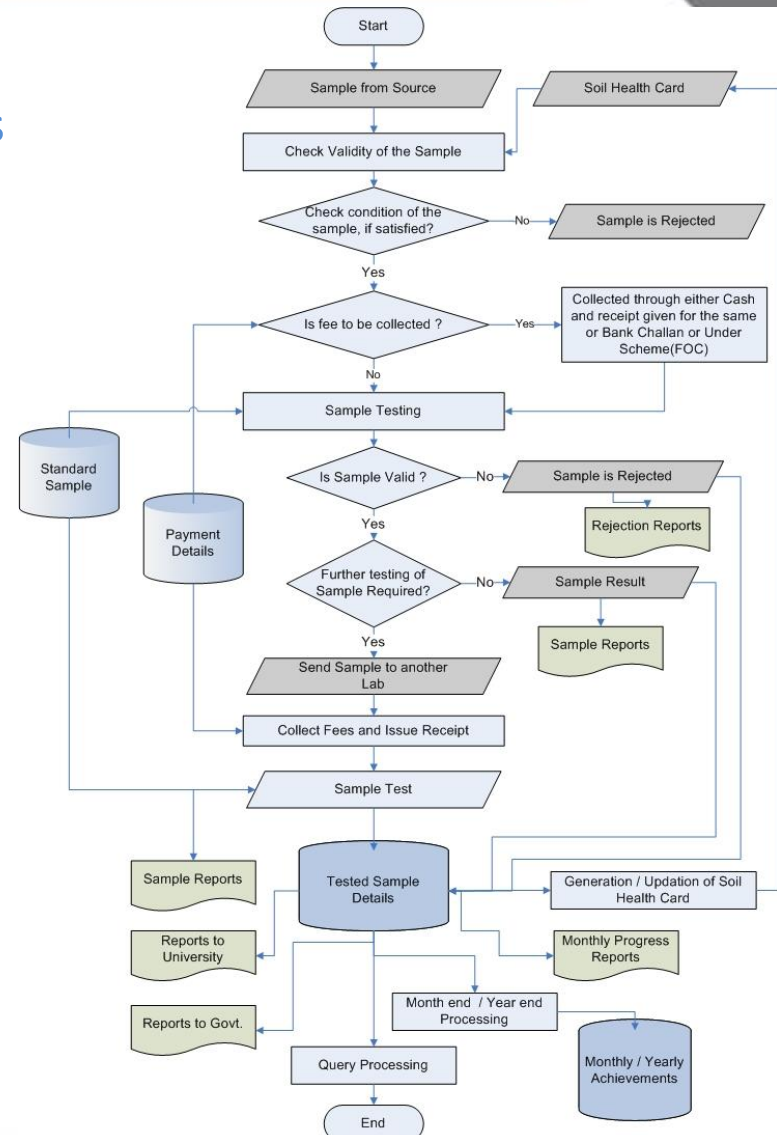 Start
Sample from Source
Soil Health Card
Check Validity of the Sample
Check condition of the
sample, if satisfied?
No
Sample is Rejected
Yes
Is fee to be collected ?
Yes
Collected through either Cash
and receipt given for the same
or Bank Challan or Under
Scheme(FOC)
No
Sample Testing
Standard
Sample
Payment
Details
Is Sample Valid ?
No
Sample is Rejected
Rejection Reports
Yes
Further testing of
Sample Required?
No
Sample Result
Sample Reports
Yes
Send Sample to another
Lab
Collect Fees and Issue Receipt
Sample Test
Sample Reports
Tested Sample
Details
Generation / Updation of Soil
Health Card
Reports to
University
Monthly Progress
Reports
Reports to Govt.
Month end / Year end
Processing
Monthly / Yearly
Achievements
Query Processing
End